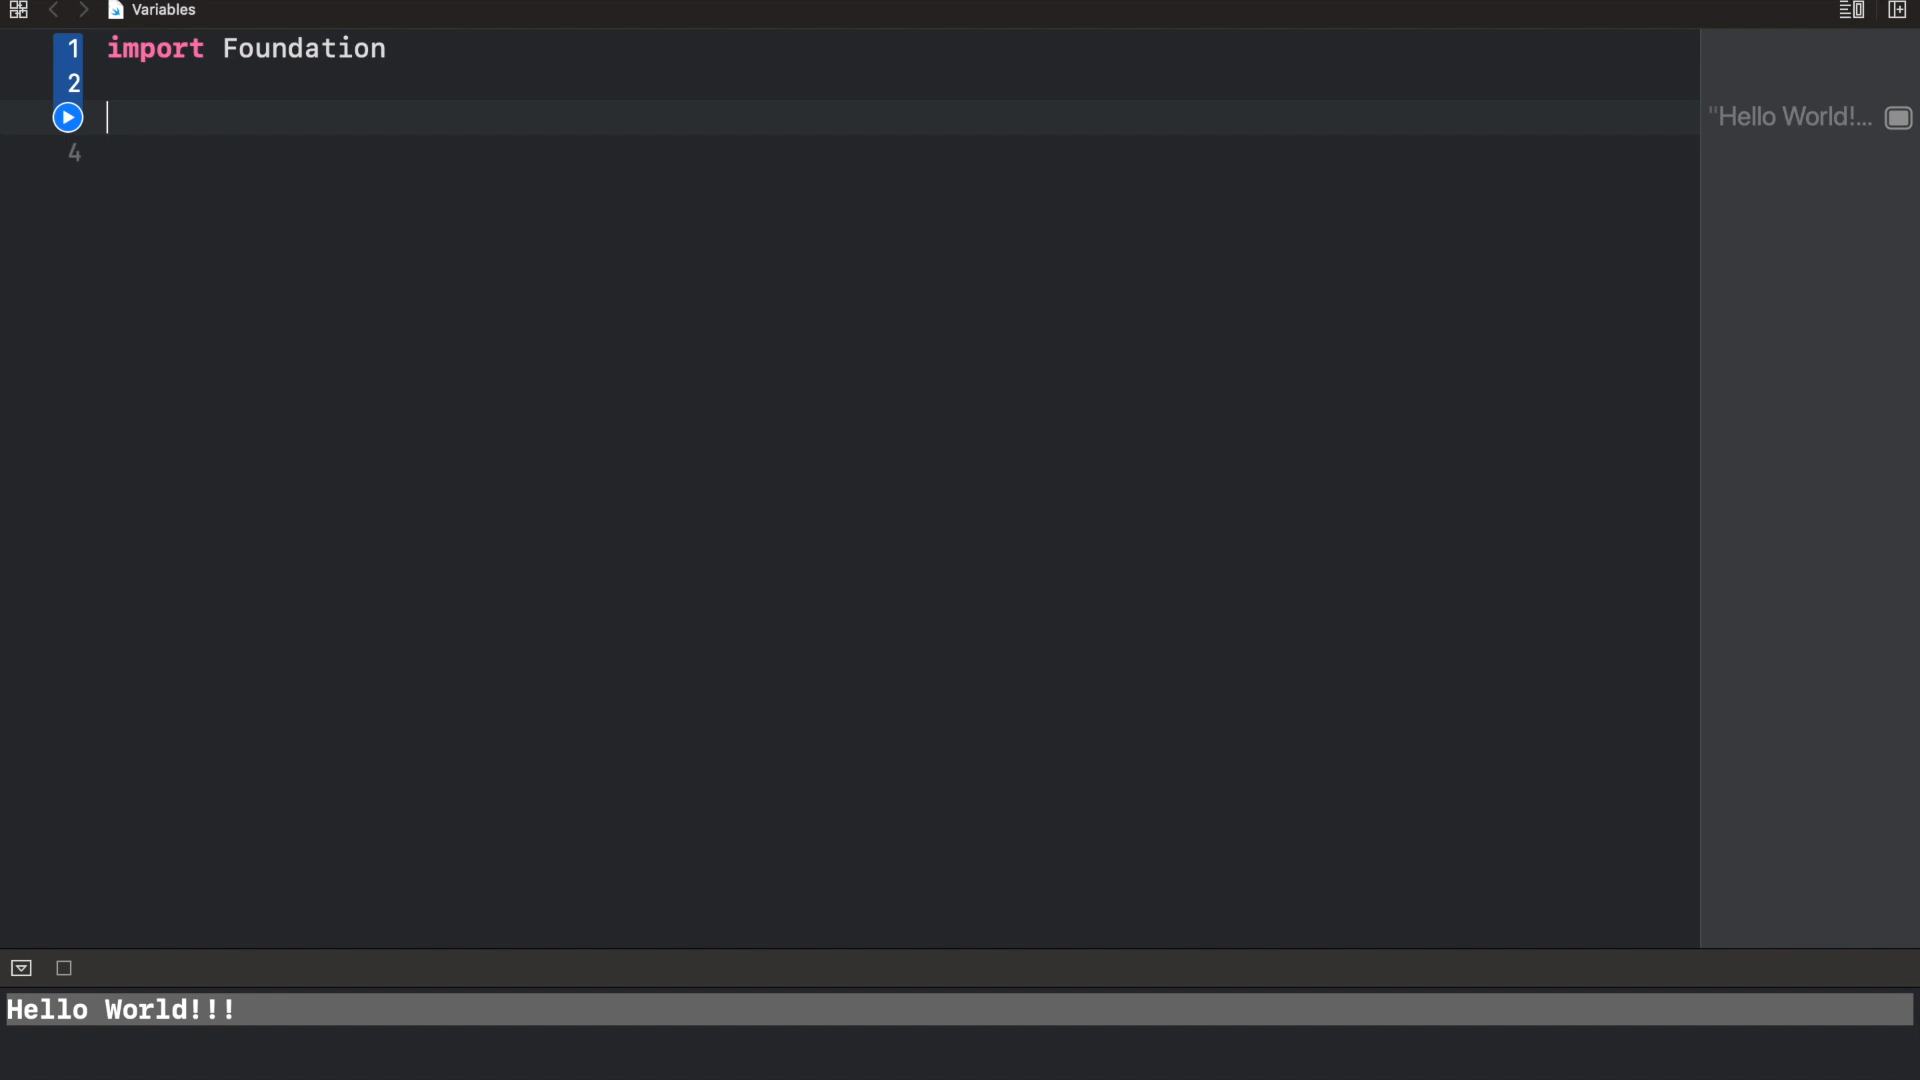 Variables
1 import Foundation
2
"Hello World!...
4
Hello World!!!